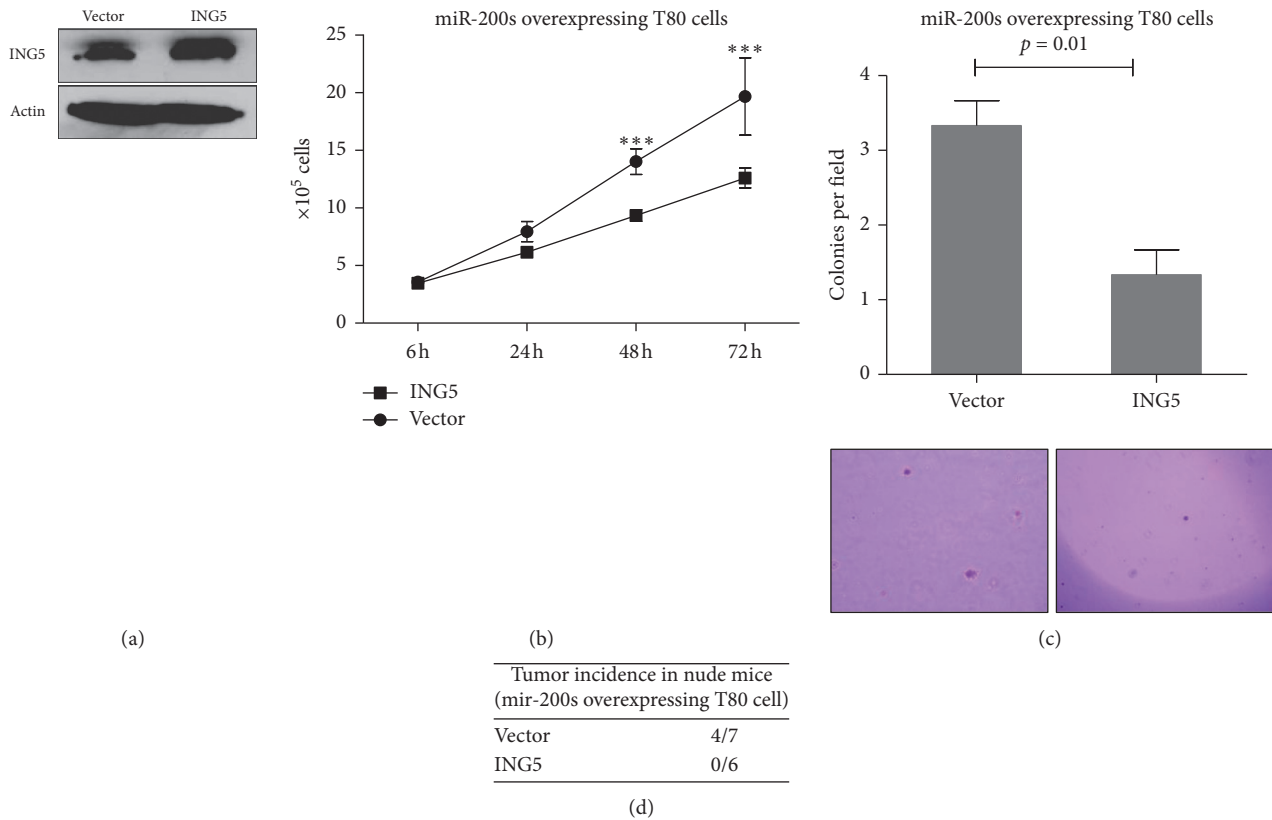 Vector ING5
ING5
Actin
(a)
miR-200s overexpressing T80 cells
×10⁵ cells
25
20
15
10
5
0
***
***
6 h 24 h 48 h 72 h
ING5
Vector
(b)
miR-200s overexpressing T80 cells
p = 0.01
Colonies per field
4
3
2
1
0
Vector ING5
(c)
Tumor incidence in nude mice
(mir-200s overexpressing T80 cell)
Vector 4/7
ING5 0/6
(d)